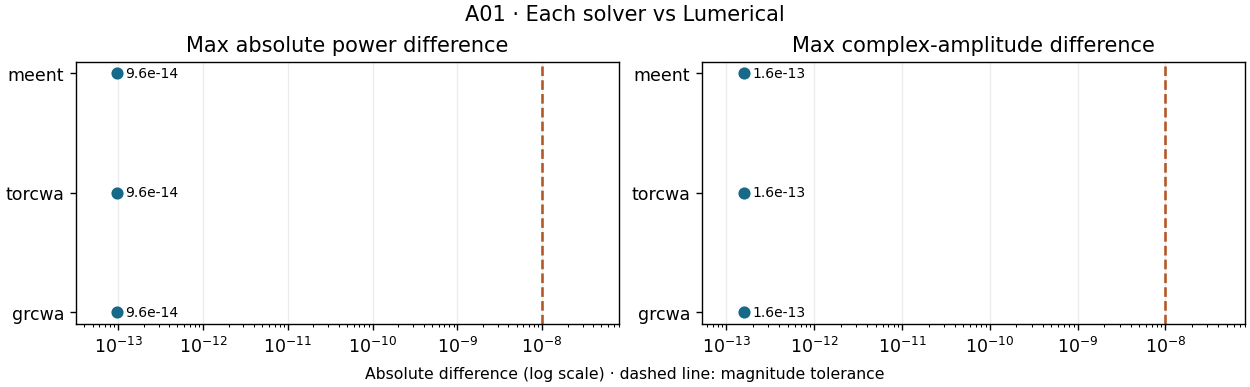 A01 · Each solver vs Lumerical
Max absolute power difference
meent
9.6e-14
torcwa
9.6e-14
grcwa
9.6e-14
10⁻¹³ 10⁻¹² 10⁻¹¹ 10⁻¹⁰ 10⁻⁹ 10⁻⁸
Max complex-amplitude difference
meent
1.6e-13
torcwa
1.6e-13
grcwa
1.6e-13
10⁻¹³ 10⁻¹² 10⁻¹¹ 10⁻¹⁰ 10⁻⁹ 10⁻⁸
Absolute difference (log scale) · dashed line: magnitude tolerance